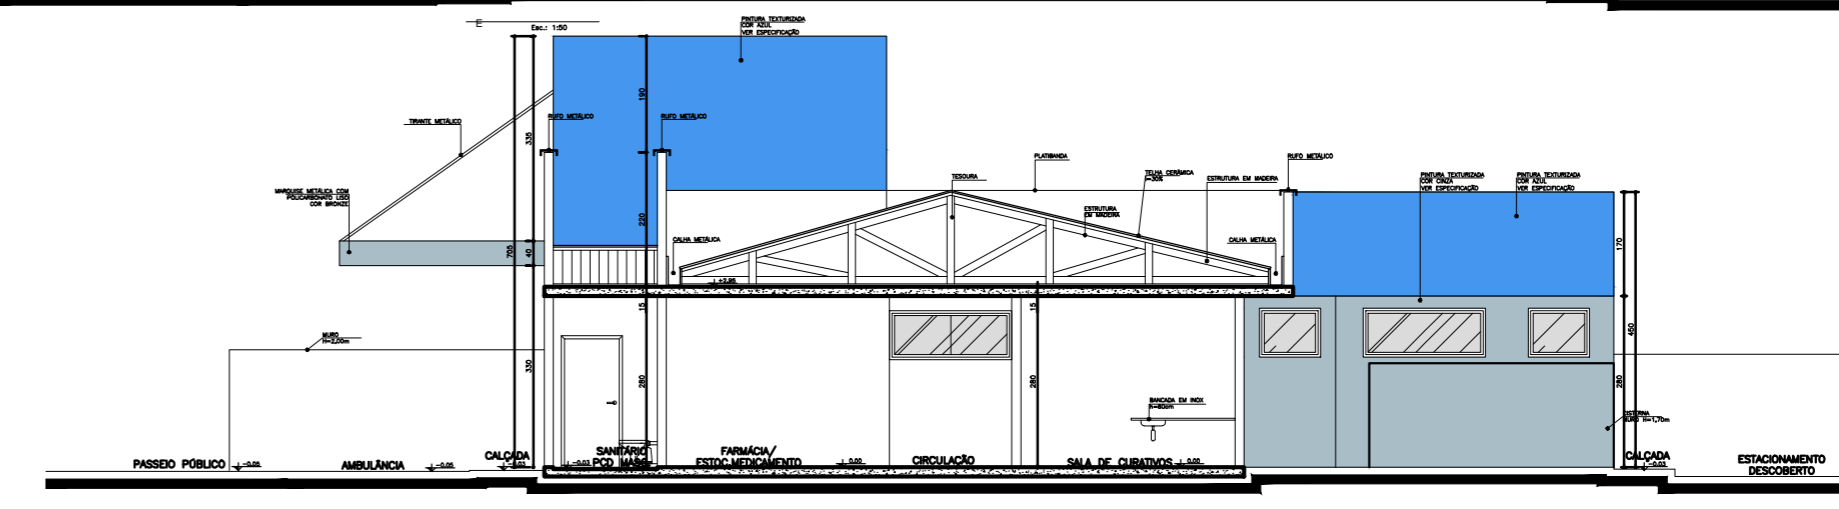 E
Esc.: 1:50
PINTURA TEXTURIZADA
COR AZUL
VER ESPECIFICAÇÃO
TIRANTE METÁLICO
RUFO METÁLICO
RUFO METÁLICO
190
335
PLATIBANDA
RUFO METÁLICO
TESOURA
TELHA CERÂMICA
i=30%
ESTRUTURA EM MADEIRA
PINTURA TEXTURIZADA
COR CINZA
VER ESPECIFICAÇÃO
PINTURA TEXTURIZADA
COR AZUL
VER ESPECIFICAÇÃO
MARQUISE METÁLICA COM
POLICARBONATO LISO
COR BRONZE
ESTRUTURA
EM MADEIRA
220
705
40
CALHA METÁLICA
CALHA METÁLICA
170
+2.95
15
15
MURO
H=2,00m
450
330
280
280
280
BANCADA EM INOX
h=80cm
CISTERNA
MURO H=1,70m
PASSEIO PÚBLICO
-0.05
AMBULÂNCIA
-0.05
CALÇADA
-0.03
-0.03
SANITÁRIO
PCD MASC.
FARMÁCIA/
ESTOC.MEDICAMENTO
0.00
CIRCULAÇÃO
SALA DE CURATIVOS
0.00
CALÇADA
-0.03
ESTACIONAMENTO
DESCOBERTO